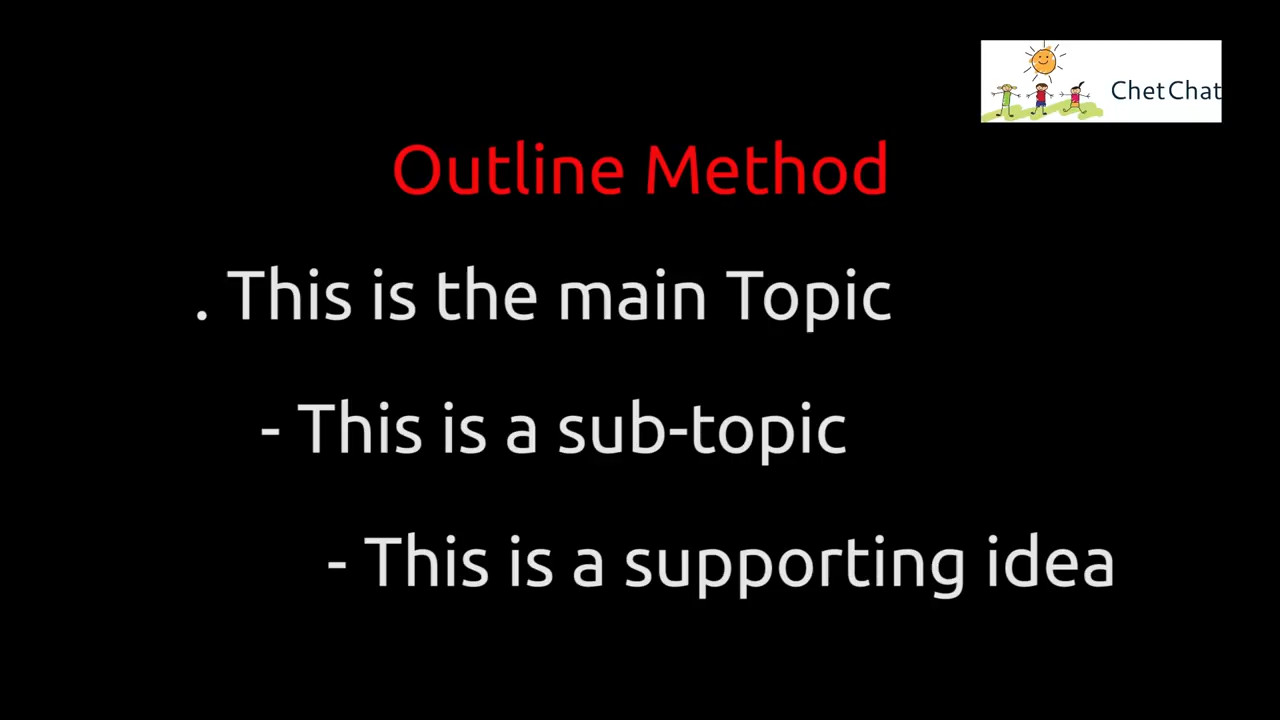 ChetChat
Outline Method
. This is the main Topic
- This is a sub-topic
- This is a supporting idea